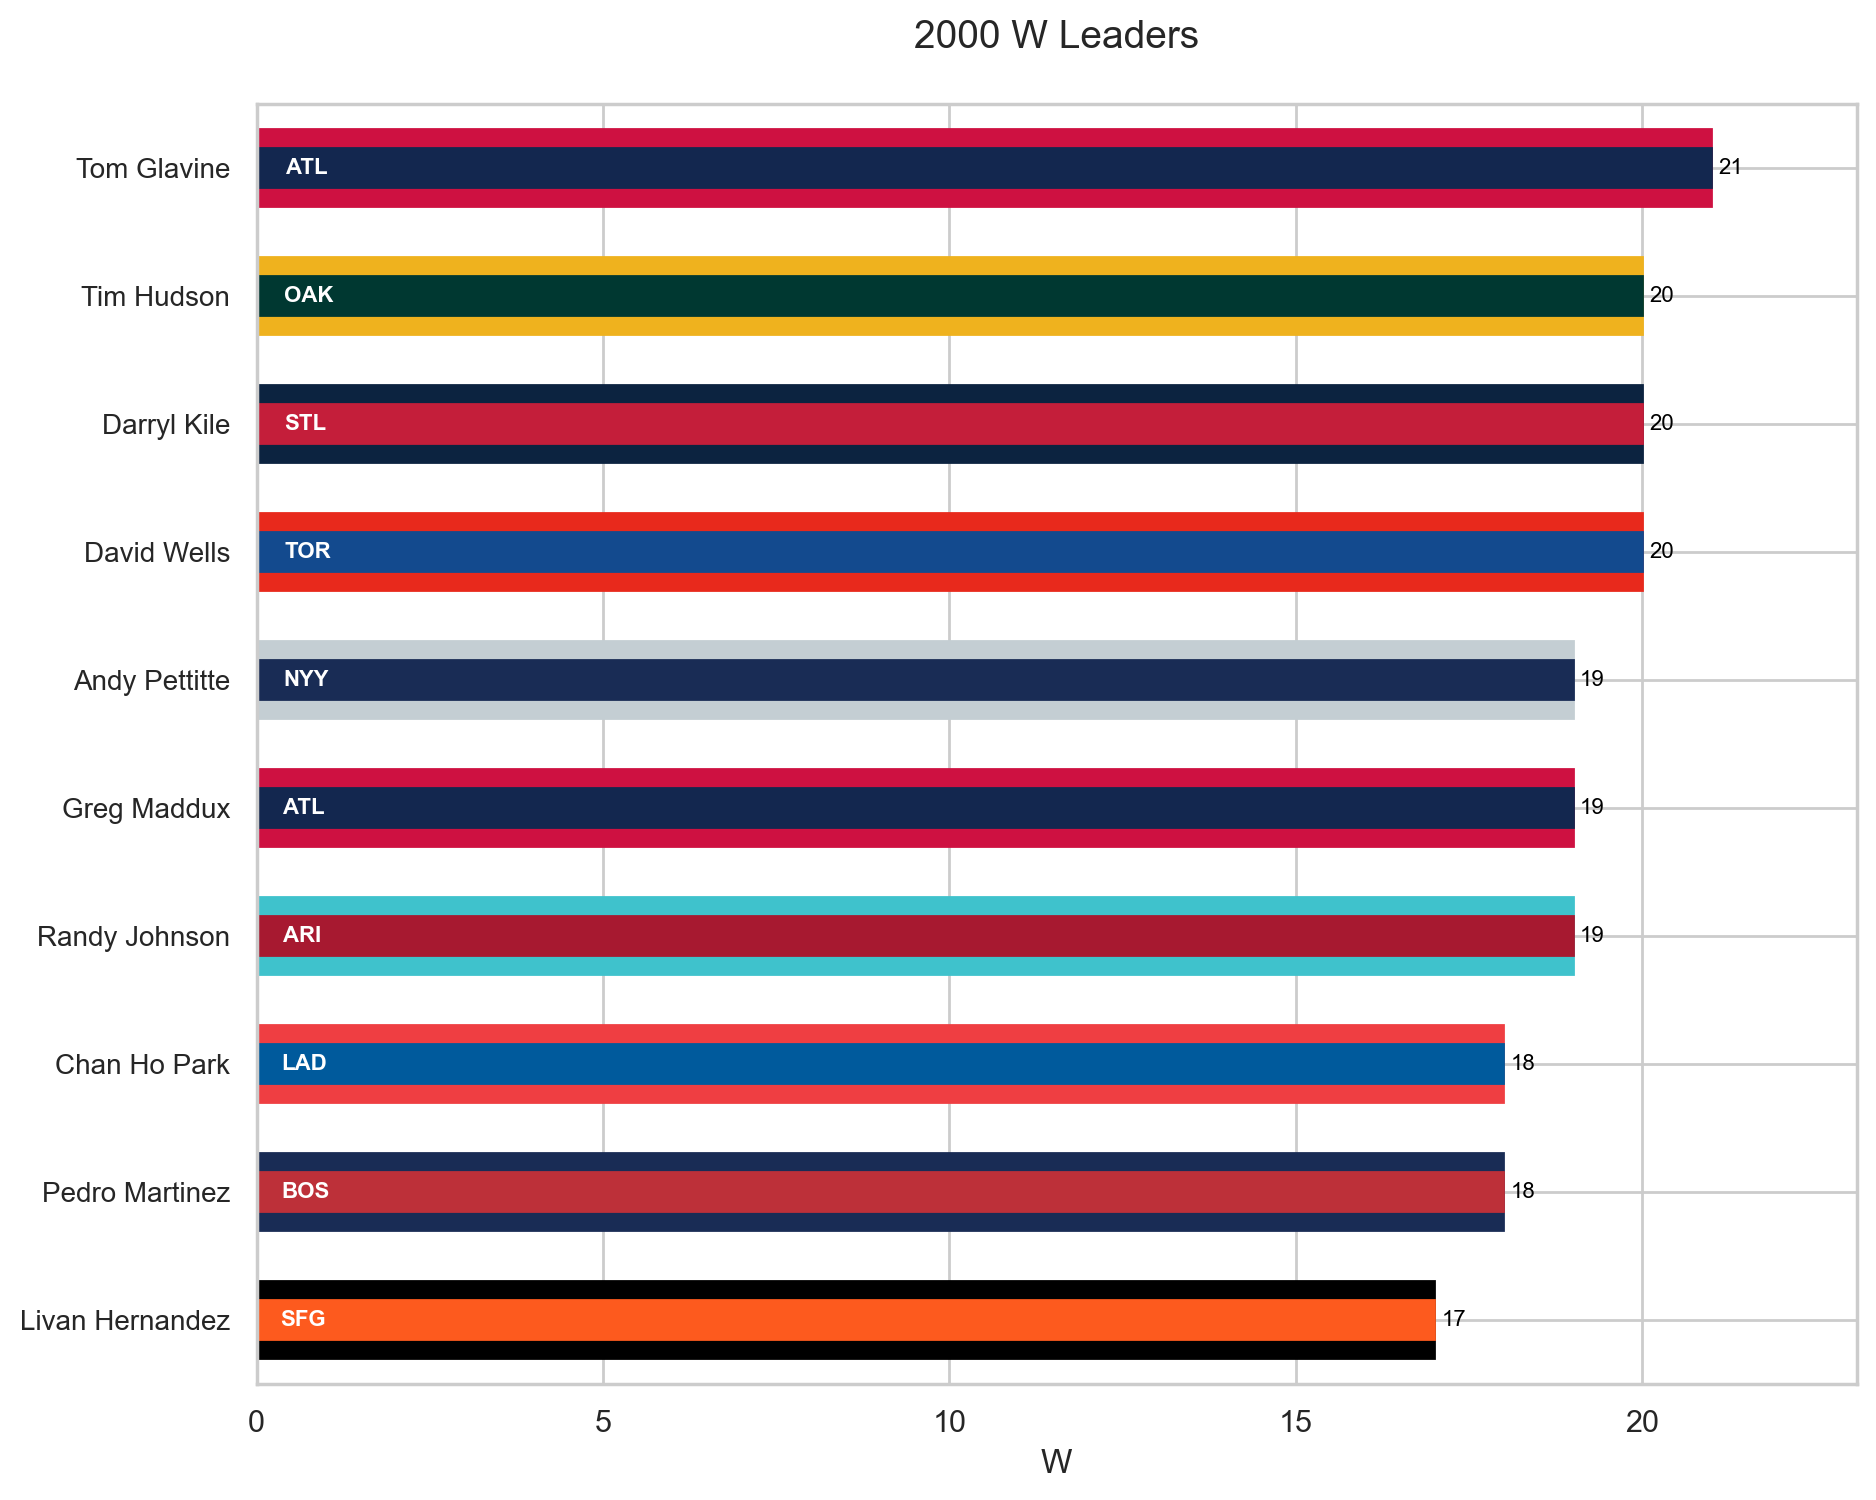 2000 W Leaders
Tom Glavine ATL 21
Tim Hudson OAK 20
Darryl Kile STL 20
David Wells TOR 20
Andy Pettitte NYY 19
Greg Maddux ATL 19
Randy Johnson ARI 19
Chan Ho Park LAD 18
Pedro Martinez BOS 18
Livan Hernandez SFG 17
0 5 10 15 20
W